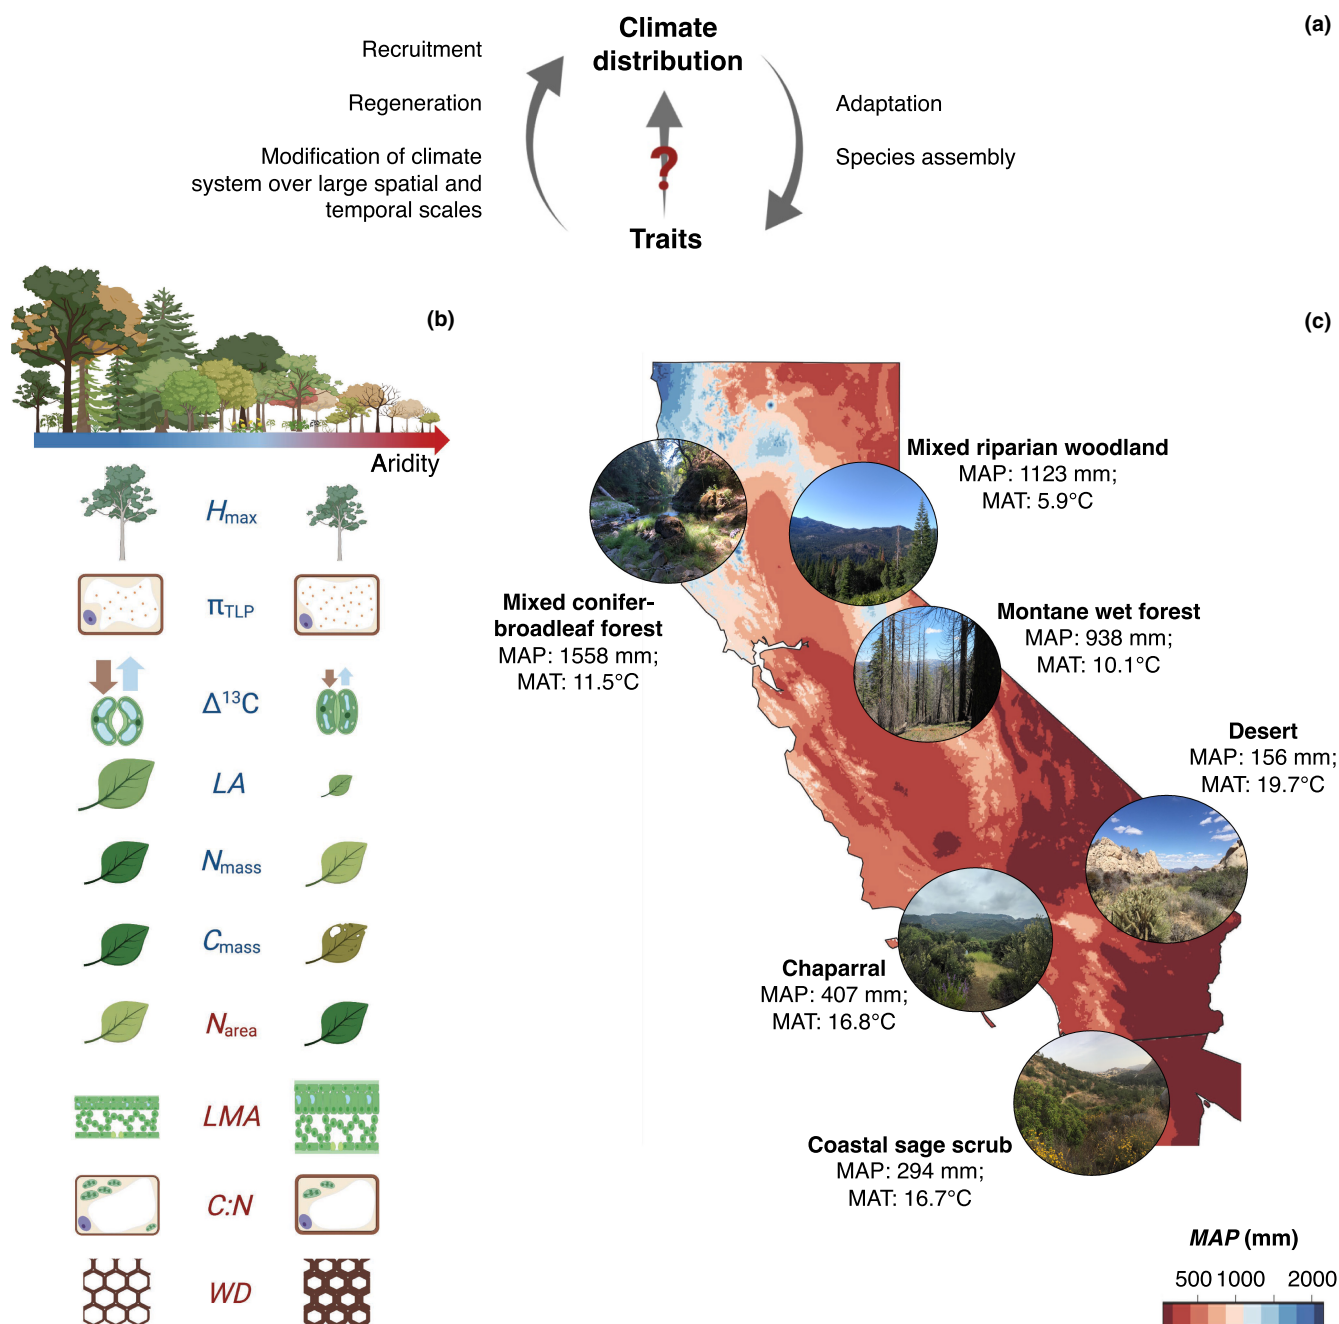 (a)
Climate
distribution
Recruitment
Regeneration
Modification of climate
system over large spatial and
temporal scales
Adaptation
Species assembly
?
Traits
(b)
Aridity
Hmax
πTLP
Δ¹³C
LA
Nmass
Cmass
Narea
LMA
C:N
WD
(c)
Mixed riparian woodland
MAP: 1123 mm;
MAT: 5.9°C
Mixed conifer-
broadleaf forest
MAP: 1558 mm;
MAT: 11.5°C
Montane wet forest
MAP: 938 mm;
MAT: 10.1°C
Desert
MAP: 156 mm;
MAT: 19.7°C
Chaparral
MAP: 407 mm;
MAT: 16.8°C
Coastal sage scrub
MAP: 294 mm;
MAT: 16.7°C
MAP (mm)
500 1000 2000